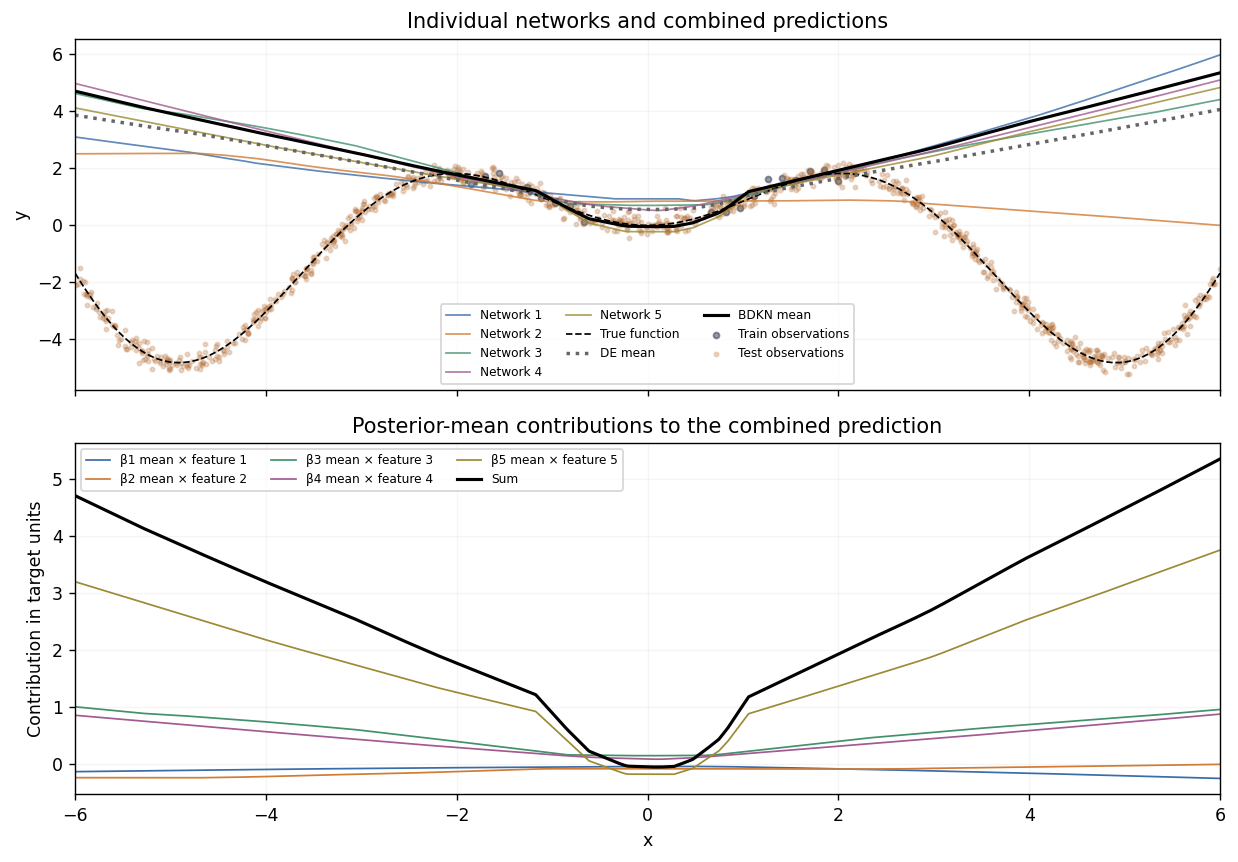 Individual networks and combined predictions
6
4
2
0
−2
−4
y
Network 1
Network 2
Network 3
Network 4
Network 5
True function
DE mean
BDKN mean
Train observations
Test observations
Posterior-mean contributions to the combined prediction
β1 mean × feature 1
β2 mean × feature 2
β3 mean × feature 3
β4 mean × feature 4
β5 mean × feature 5
Sum
5
4
3
2
1
0
Contribution in target units
−6 −4 −2 0 2 4 6
x